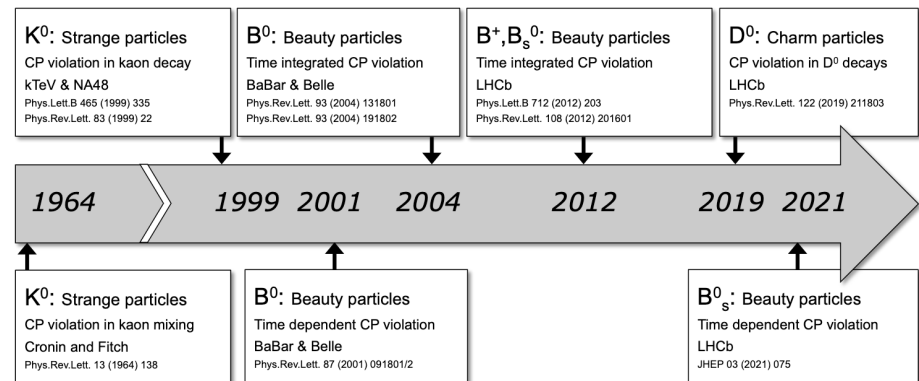 K⁰: Strange particles
CP violation in kaon decay
kTeV & NA48
Phys.Lett.B 465 (1999) 335
Phys.Rev.Lett. 83 (1999) 22
B⁰: Beauty particles
Time integrated CP violation
BaBar & Belle
Phys.Rev.Lett. 93 (2004) 131801
Phys.Rev.Lett. 93 (2004) 191802
B⁺,Bₛ⁰: Beauty particles
Time integrated CP violation
LHCb
Phys.Lett.B 712 (2012) 203
Phys.Rev.Lett. 108 (2012) 201601
D⁰: Charm particles
CP violation in D⁰ decays
LHCb
Phys.Rev.Lett. 122 (2019) 211803
1964 1999 2001 2004 2012 2019 2021
K⁰: Strange particles
CP violation in kaon mixing
Cronin and Fitch
Phys.Rev.Lett. 13 (1964) 138
B⁰: Beauty particles
Time dependent CP violation
BaBar & Belle
Phys.Rev.Lett. 87 (2001) 091801/2
B⁰ₛ: Beauty particles
Time dependent CP violation
LHCb
JHEP 03 (2021) 075